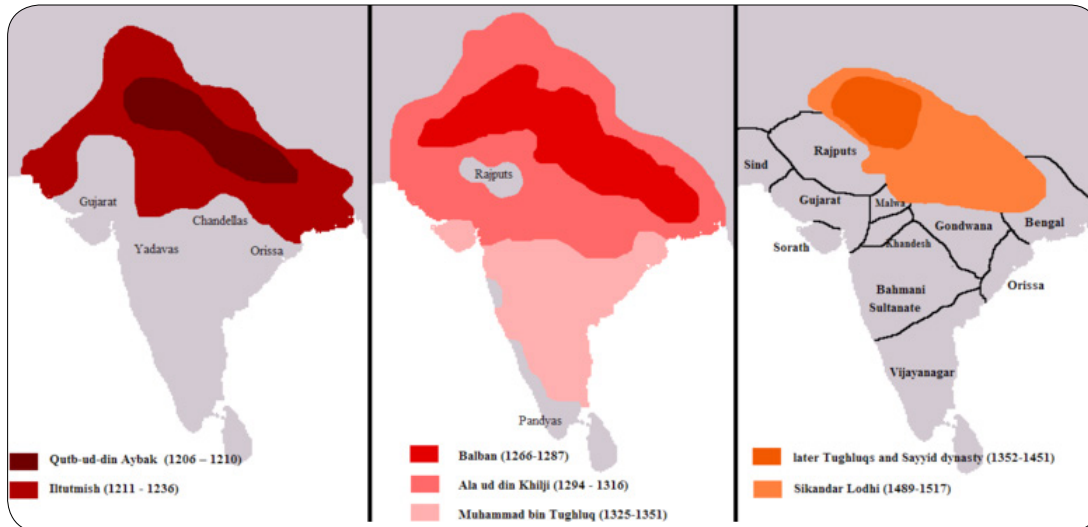 Gujarat
Chandellas
Yadavas
Orissa
Qutb-ud-din Aybak (1206 – 1210)
Iltutmish (1211 - 1236)
Rajputs
Pandyas
Balban (1266-1287)
Ala ud din Khilji (1294 - 1316)
Muhammad bin Tughluq (1325-1351)
Rajputs
Sind
Gujarat
Malwa
Gondwana
Bengal
Sorath
Khandesh
Orissa
Bahmani
Sultanate
Vijayanagar
later Tughluqs and Sayyid dynasty (1352-1451)
Sikandar Lodhi (1489-1517)